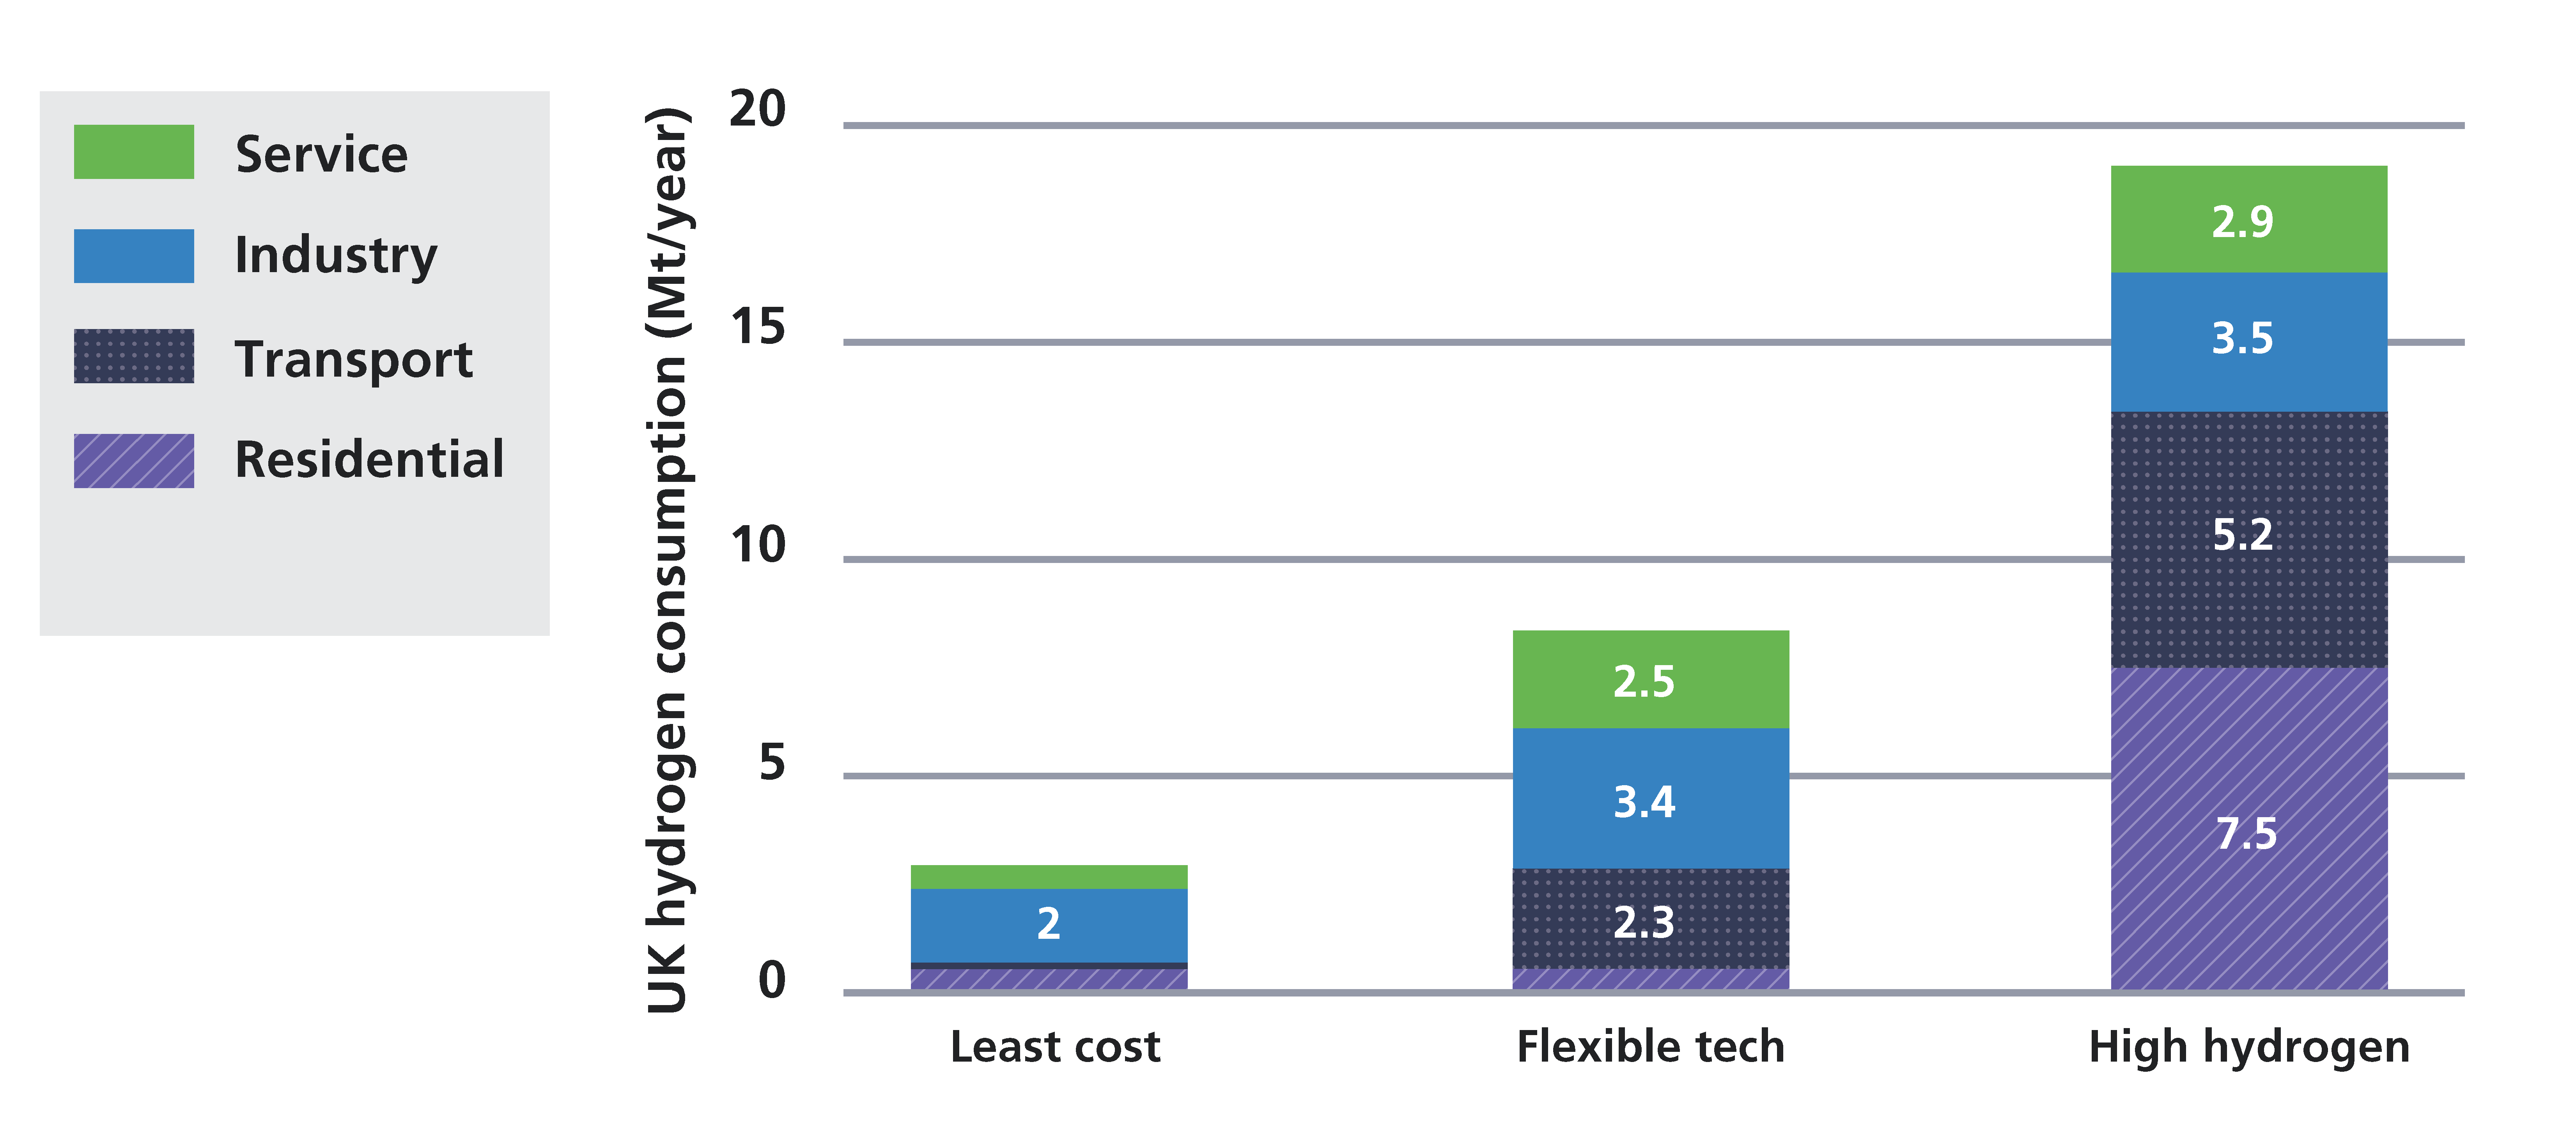 Service
Industry
Transport
Residential
UK hydrogen consumption (Mt/year)
20
15
10
5
0
2
2.5
3.4
2.3
2.9
3.5
5.2
7.5
Least cost
Flexible tech
High hydrogen